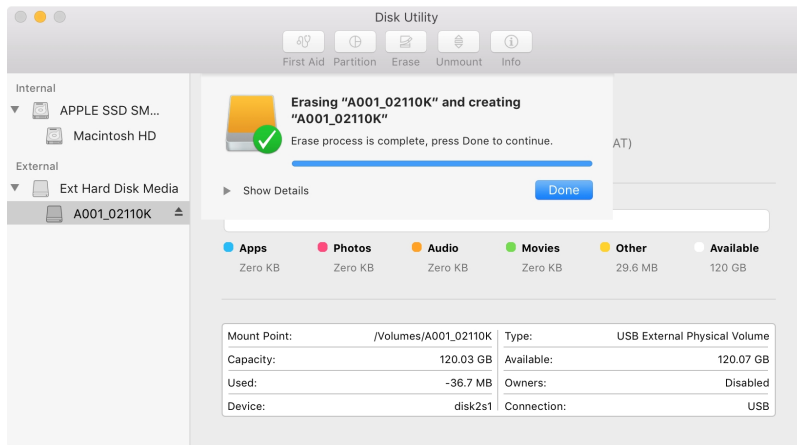 Disk Utility
First Aid Partition Erase Unmount Info
Internal
APPLE SSD SM...
Macintosh HD
External
Ext Hard Disk Media
A001_02110K
Erasing “A001_02110K” and creating
“A001_02110K”
Erase process is complete, press Done to continue.
AT)
Show Details
Done
Apps Photos Audio Movies Other Available
Zero KB Zero KB Zero KB Zero KB 29.6 MB 120 GB
Mount Point: /Volumes/A001_02110K Type: USB External Physical Volume
Capacity: 120.03 GB Available: 120.07 GB
Used: -36.7 MB Owners: Disabled
Device: disk2s1 Connection: USB